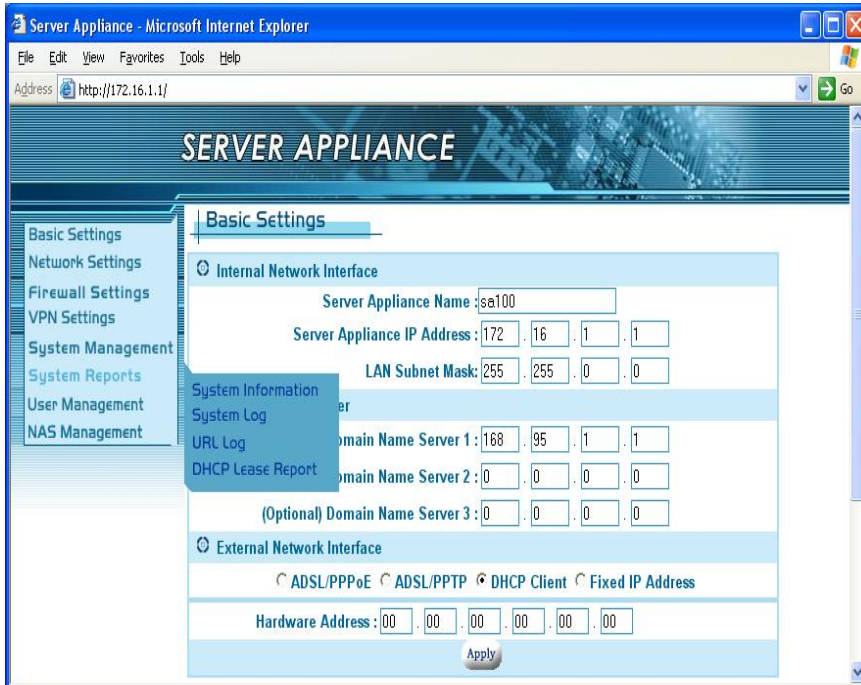 Server Appliance - Microsoft Internet Explorer
File Edit View Favorites Tools Help
Address http://172.16.1.1/ Go
SERVER APPLIANCE
Basic Settings
Network Settings
Firewall Settings
VPN Settings
System Management
System Reports
User Management
NAS Management
System Information
System Log
URL Log
DHCP Lease Report
Basic Settings
Internal Network Interface
Server Appliance Name : sa100
Server Appliance IP Address : 172 . 16 . 1 . 1
LAN Subnet Mask: 255 . 255 . 0 . 0
er
omain Name Server 1 : 168 . 95 . 1 . 1
omain Name Server 2 : 0 . 0 . 0 . 0
(Optional) Domain Name Server 3 : 0 . 0 . 0 . 0
External Network Interface
ADSL/PPPoE ADSL/PPTP DHCP Client Fixed IP Address
Hardware Address : 00 . 00 . 00 . 00 . 00 . 00
Apply